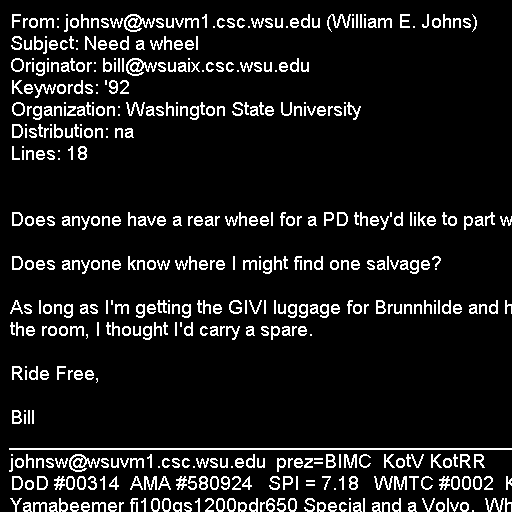 From: johnsw@wsuvm1.csc.wsu.edu (William E. Johns)
Subject: Need a wheel
Originator: bill@wsuaix.csc.wsu.edu
Keywords: '92
Organization: Washington State University
Distribution: na
Lines: 18
Does anyone have a rear wheel for a PD they'd like to part
Does anyone know where I might find one salvage?
As long as I'm getting the GIVI luggage for Brunnhilde and
the room, I thought I'd carry a spare.
Ride Free,
Bill
johnsw@wsuvm1.csc.wsu.edu prez=BIMC KotV KotRR
DoD #00314 AMA #580924 SPI = 7.18 WMTC #0002
Yamabeemer fj100gs1200pdr650 Special and a Volvo.